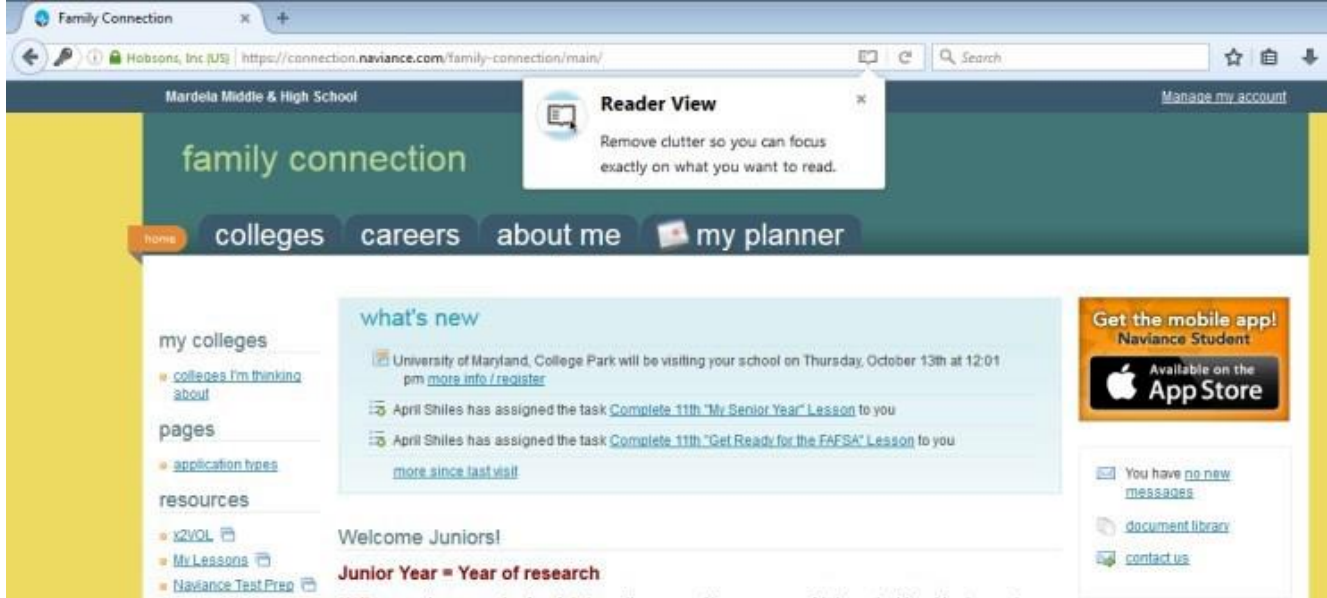 Family Connection
Hobsons, Inc (US) https://connection.naviance.com/family-connection/main/
Search
Mardela Middle & High School
Manage my account
Reader View
Remove clutter so you can focus
exactly on what you want to read.
family connection
home
colleges
careers
about me
my planner
my colleges
colleges I'm thinking
about
pages
application types
resources
x2VOL
My Lessons
Naviance Test Prep
what's new
University of Maryland, College Park will be visiting your school on Thursday, October 13th at 12:01
pm more info / register
April Shiles has assigned the task Complete 11th "My Senior Year" Lesson to you
April Shiles has assigned the task Complete 11th "Get Ready for the FAFSA" Lesson to you
more since last visit
Welcome Juniors!
Junior Year = Year of research
Get the mobile app!
Naviance Student
Available on the
App Store
You have no new
messages
document library
contact us